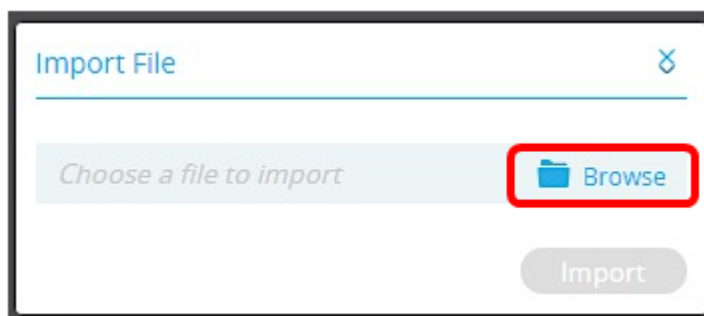 Import File
Choose a file to import
Browse
Import